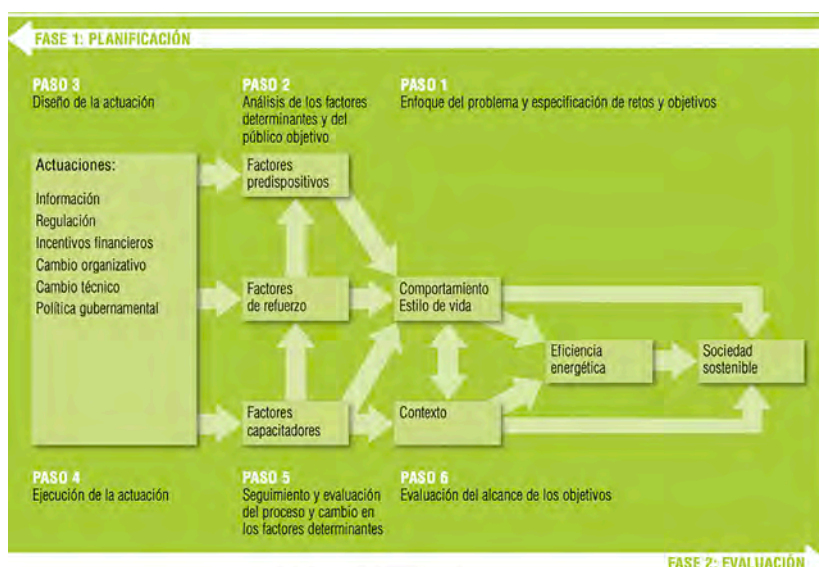 FASE 1: PLANIFICACIÓN
PASO 3
Diseño de la actuación
PASO 2
Análisis de los factores
determinantes y del
público objetivo
PASO 1
Enfoque del problema y especificación de retos y objetivos
Actuaciones:
Información
Regulación
Incentivos financieros
Cambio organizativo
Cambio técnico
Política gubernamental
Factores
predispositivos
Factores
de refuerzo
Factores
capacitadores
Comportamiento
Estilo de vida
Contexto
Eficiencia
energética
Sociedad
sostenible
PASO 4
Ejecución de la actuación
PASO 5
Seguimiento y evaluación
del proceso y cambio en
los factores determinantes
PASO 6
Evaluación del alcance de los objetivos
FASE 2: EVALUACIÓN